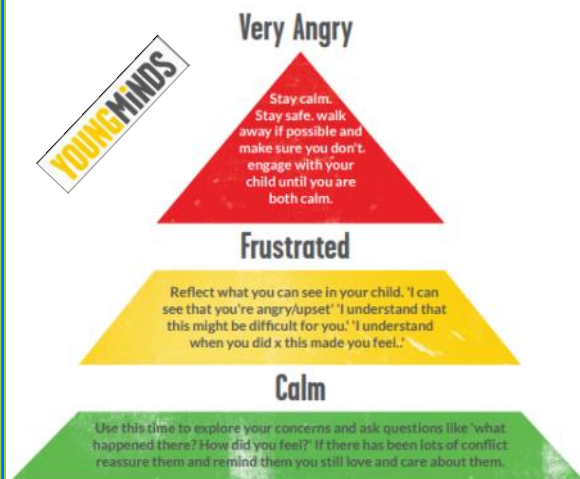 Very Angry
YOUNGMINDS
Stay calm.
Stay safe. walk
away if possible and
make sure you don't.
engage with your
child until you are
both calm.
Frustrated
Reflect what you can see in your child. 'I can
see that you're angry/upset' 'I understand that
this might be difficult for you.' 'I understand
when you did x this made you feel..'
Calm
Use this time to explore your concerns and ask questions like 'what
happened there? How did you feel?' If there has been lots of conflict
reassure them and remind them you still love and care about them.